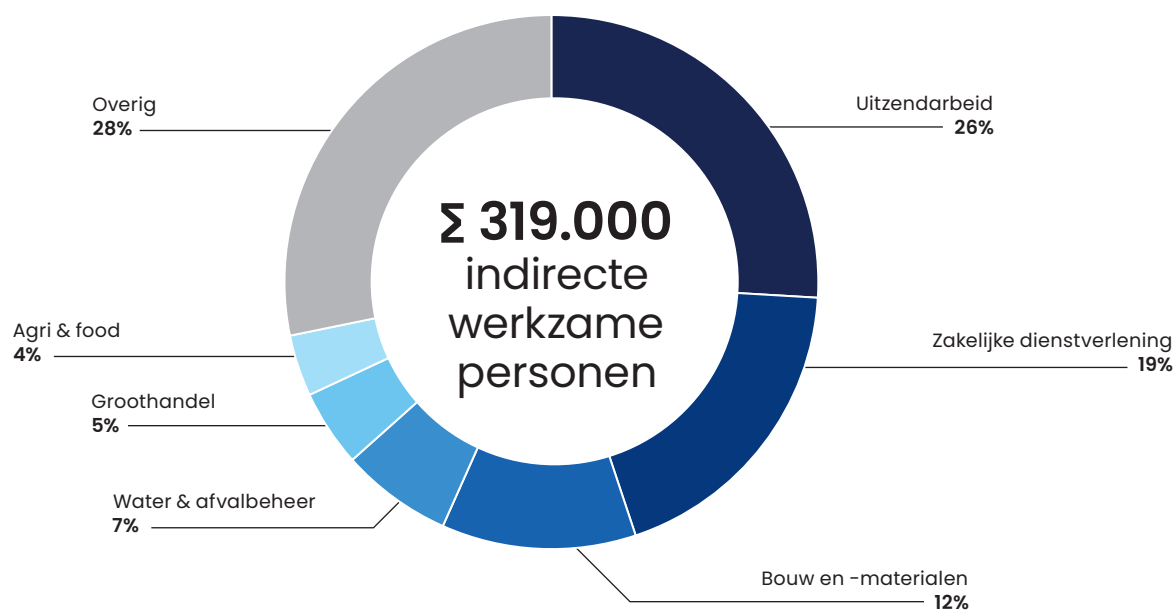 Overig
28%
Uitzendarbeid
26%
∑ 319.000
indirecte
werkzame
personen
Agri & food
4%
Zakelijke dienstverlening
19%
Groothandel
5%
Water & afvalbeheer
7%
Bouw en -materialen
12%